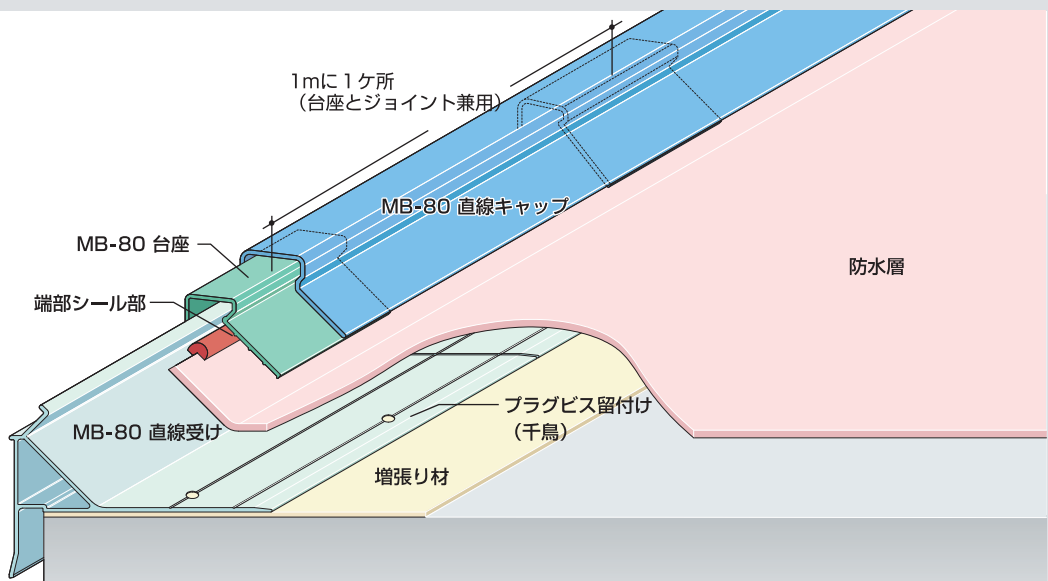 1mに1ケ所
(台座とジョイント兼用)
MB-80 直線キャップ
MB-80 台座
防水層
端部シール部
プラグビス留付け
(千鳥)
MB-80 直線受け
増張り材